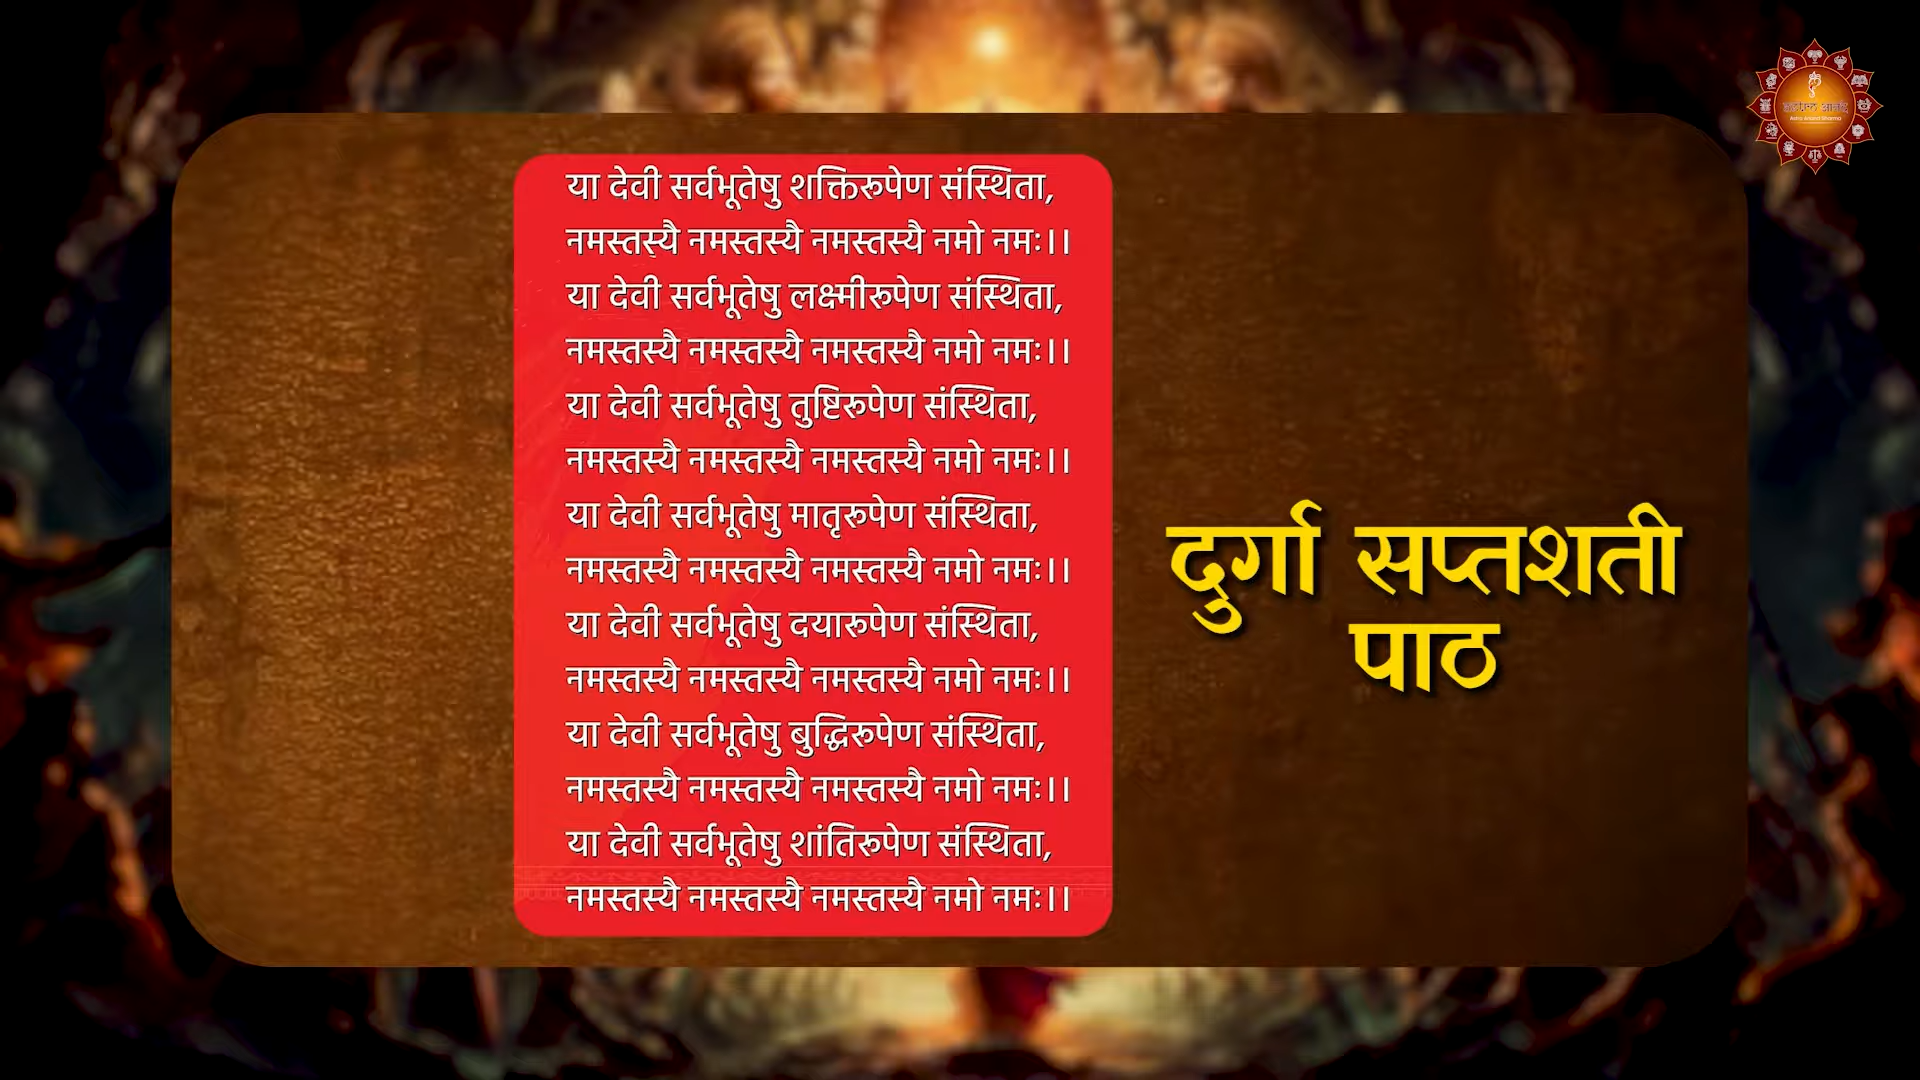 या देवी सर्वभूतेषु शक्तिरूपेण संस्थिता,
नमस्तस्यै नमस्तस्यै नमस्तस्यै नमो नमः।।
या देवी सर्वभूतेषु लक्ष्मीरूपेण संस्थिता,
नमस्तस्यै नमस्तस्यै नमस्तस्यै नमो नमः।।
या देवी सर्वभूतेषु तुष्टिरूपेण संस्थिता,
नमस्तस्यै नमस्तस्यै नमस्तस्यै नमो नमः।।
या देवी सर्वभूतेषु मातृरूपेण संस्थिता,
नमस्तस्यै नमस्तस्यै नमस्तस्यै नमो नमः।।
या देवी सर्वभूतेषु दयारूपेण संस्थिता,
नमस्तस्यै नमस्तस्यै नमस्तस्यै नमो नमः।।
या देवी सर्वभूतेषु बुद्धिरूपेण संस्थिता,
नमस्तस्यै नमस्तस्यै नमस्तस्यै नमो नमः।।
या देवी सर्वभूतेषु शांतिरूपेण संस्थिता,
नमस्तस्यै नमस्तस्यै नमस्तस्यै नमो नमः।।
दुर्गा सप्तशती
पाठ